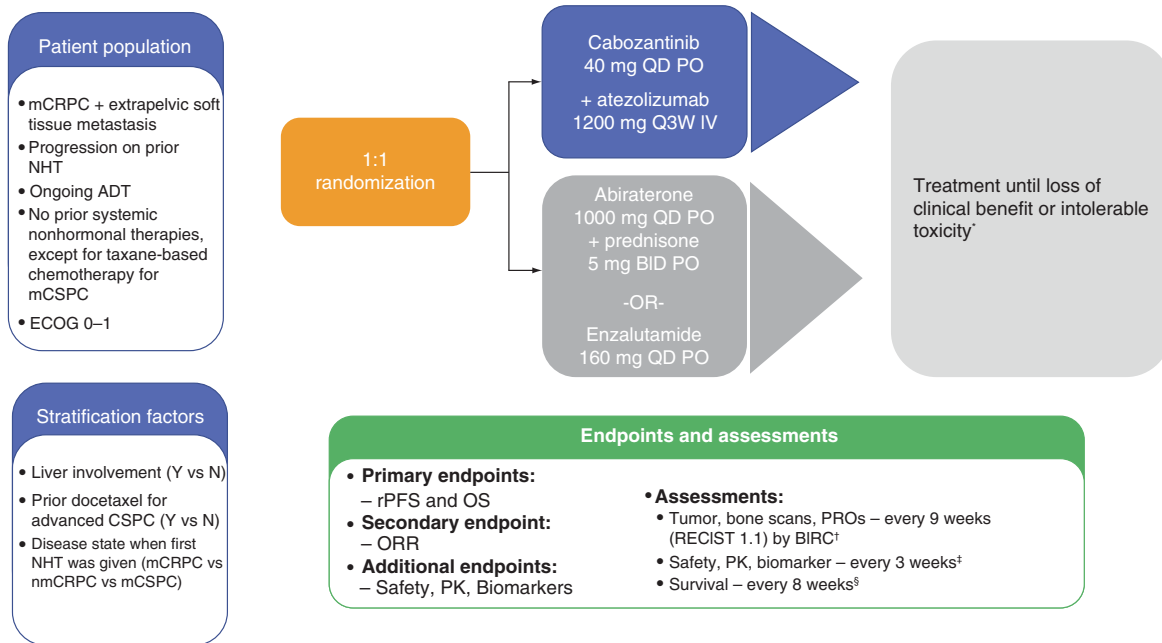 Patient population
• mCRPC + extrapelvic soft
tissue metastasis
• Progression on prior
NHT
• Ongoing ADT
• No prior systemic
nonhormonal therapies,
except for taxane-based
chemotherapy for
mCSPC
• ECOG 0–1
Stratification factors
• Liver involvement (Y vs N)
• Prior docetaxel for
advanced CSPC (Y vs N)
• Disease state when first
NHT was given (mCRPC vs
nmCRPC vs mCSPC)
1:1
randomization
Cabozantinib
40 mg QD PO
+ atezolizumab
1200 mg Q3W IV
Abiraterone
1000 mg QD PO
+ prednisone
5 mg BID PO
-OR-
Enzalutamide
160 mg QD PO
Treatment until loss of
clinical benefit or intolerable
toxicity*
Endpoints and assessments
• Primary endpoints:
– rPFS and OS
• Secondary endpoint:
– ORR
• Additional endpoints:
– Safety, PK, Biomarkers
• Assessments:
• Tumor, bone scans, PROs – every 9 weeks
(RECIST 1.1) by BIRC†
• Safety, PK, biomarker – every 3 weeks‡
• Survival – every 8 weeks§